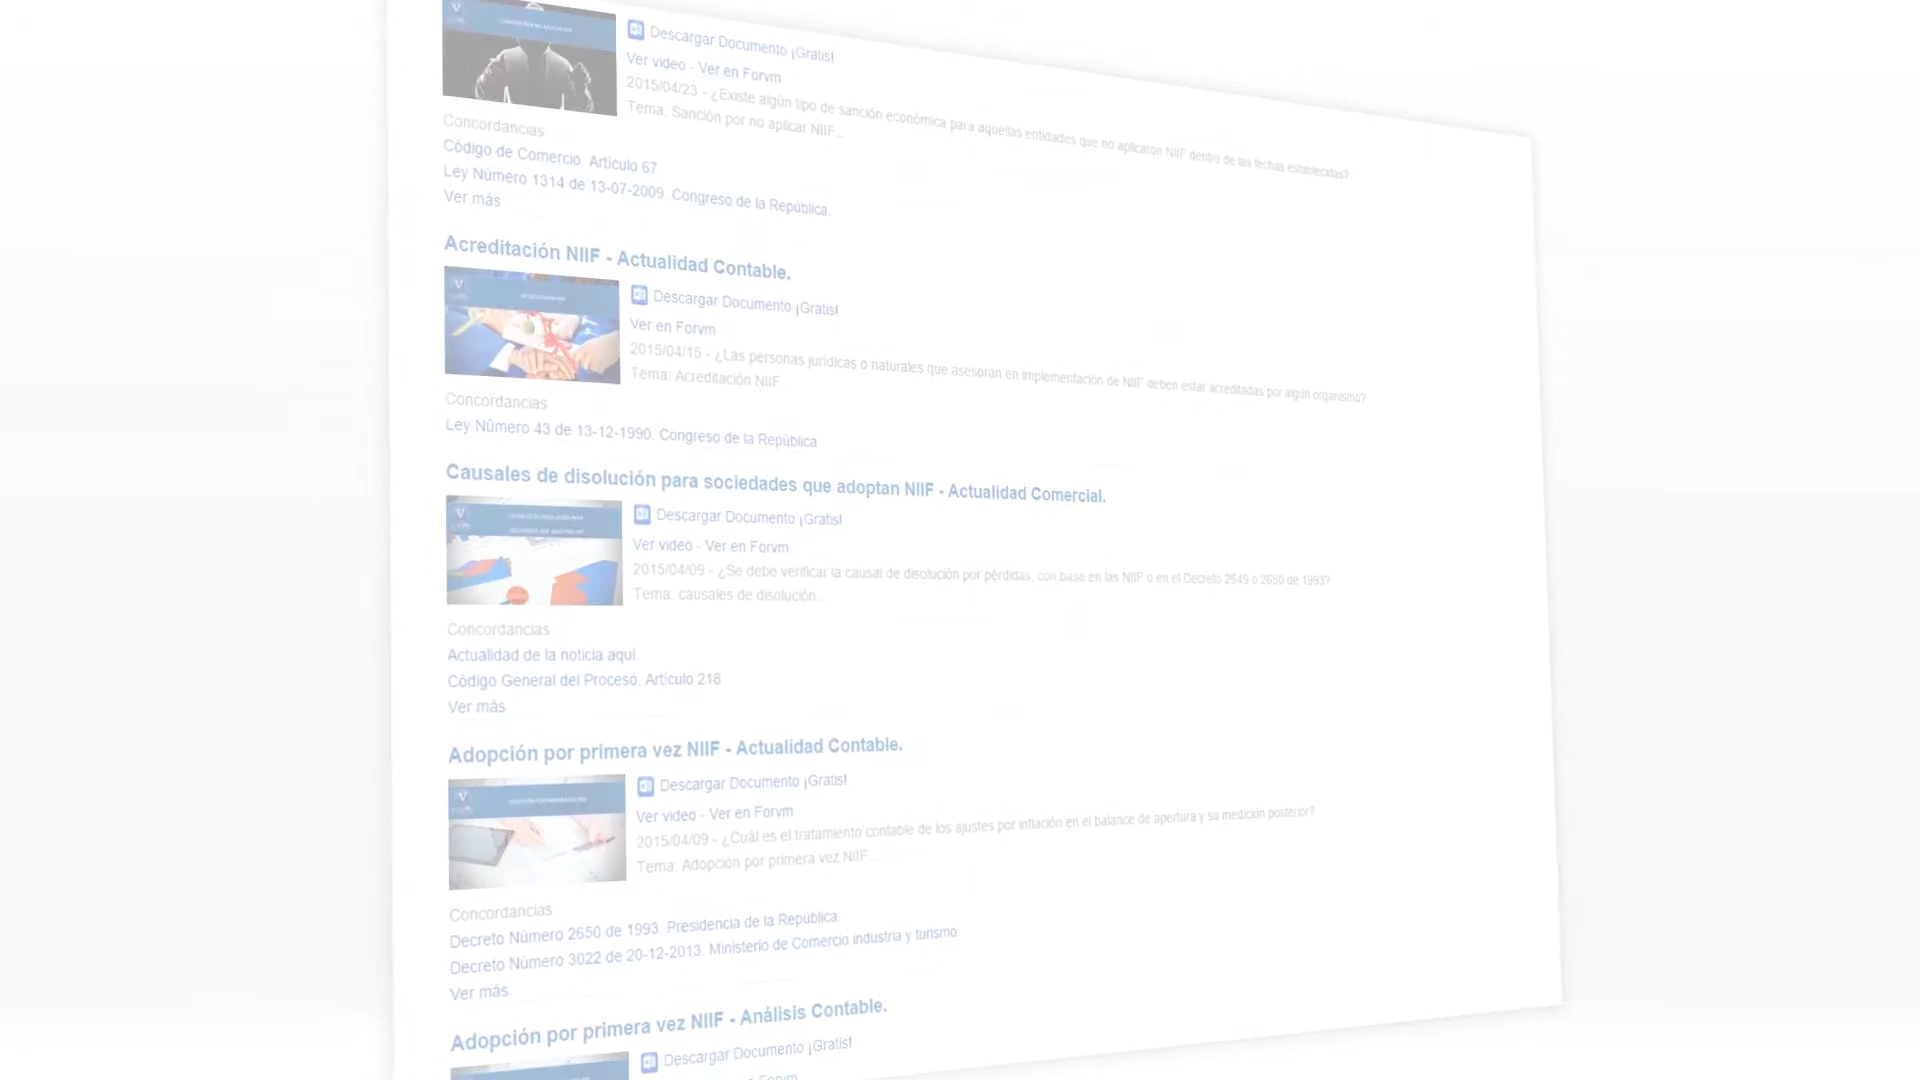 Descargar Documento ¡Gratis!
Ver video - Ver en Forvm
2015/04/23 - ¿Existe algún tipo de sanción económica para aquellas entidades que no aplicaron NIIF dentro de las fechas establecidas?
Tema: Sanción por no aplicar NIIF...
Concordancias
Código de Comercio. Artículo 67
Ley Número 1314 de 13-07-2009. Congreso de la República.
Ver más
Acreditación NIIF - Actualidad Contable.
Descargar Documento ¡Gratis!
Ver en Forvm
2015/04/15 - ¿Las personas jurídicas o naturales que asesoran en implementación de NIIF deben estar acreditadas por algún organismo?
Tema: Acreditación NIIF...
Concordancias
Ley Número 43 de 13-12-1990. Congreso de la República.
Causales de disolución para sociedades que adoptan NIIF - Actualidad Comercial.
Descargar Documento ¡Gratis!
Ver video - Ver en Forvm
2015/04/09 - ¿Se debe verificar la causal de disolución por pérdidas, con base en las NIIF o en el Decreto 2649 o 2650 de 1993?
Tema: causales de disolución...
Concordancias
Actualidad de la noticia aquí.
Código General del Proceso. Artículo 218
Ver más
Adopción por primera vez NIIF - Actualidad Contable.
Descargar Documento ¡Gratis!
Ver video - Ver en Forvm
2015/04/09 - ¿Cuál es el tratamiento contable de los ajustes por inflación en el balance de apertura y su medición posterior?
Tema: Adopción por primera vez NIIF...
Concordancias
Decreto Número 2650 de 1993. Presidencia de la República.
Decreto Número 3022 de 20-12-2013. Ministerio de Comercio industria y turismo
Ver más
Adopción por primera vez NIIF - Análisis Contable.
Descargar Documento ¡Gratis!